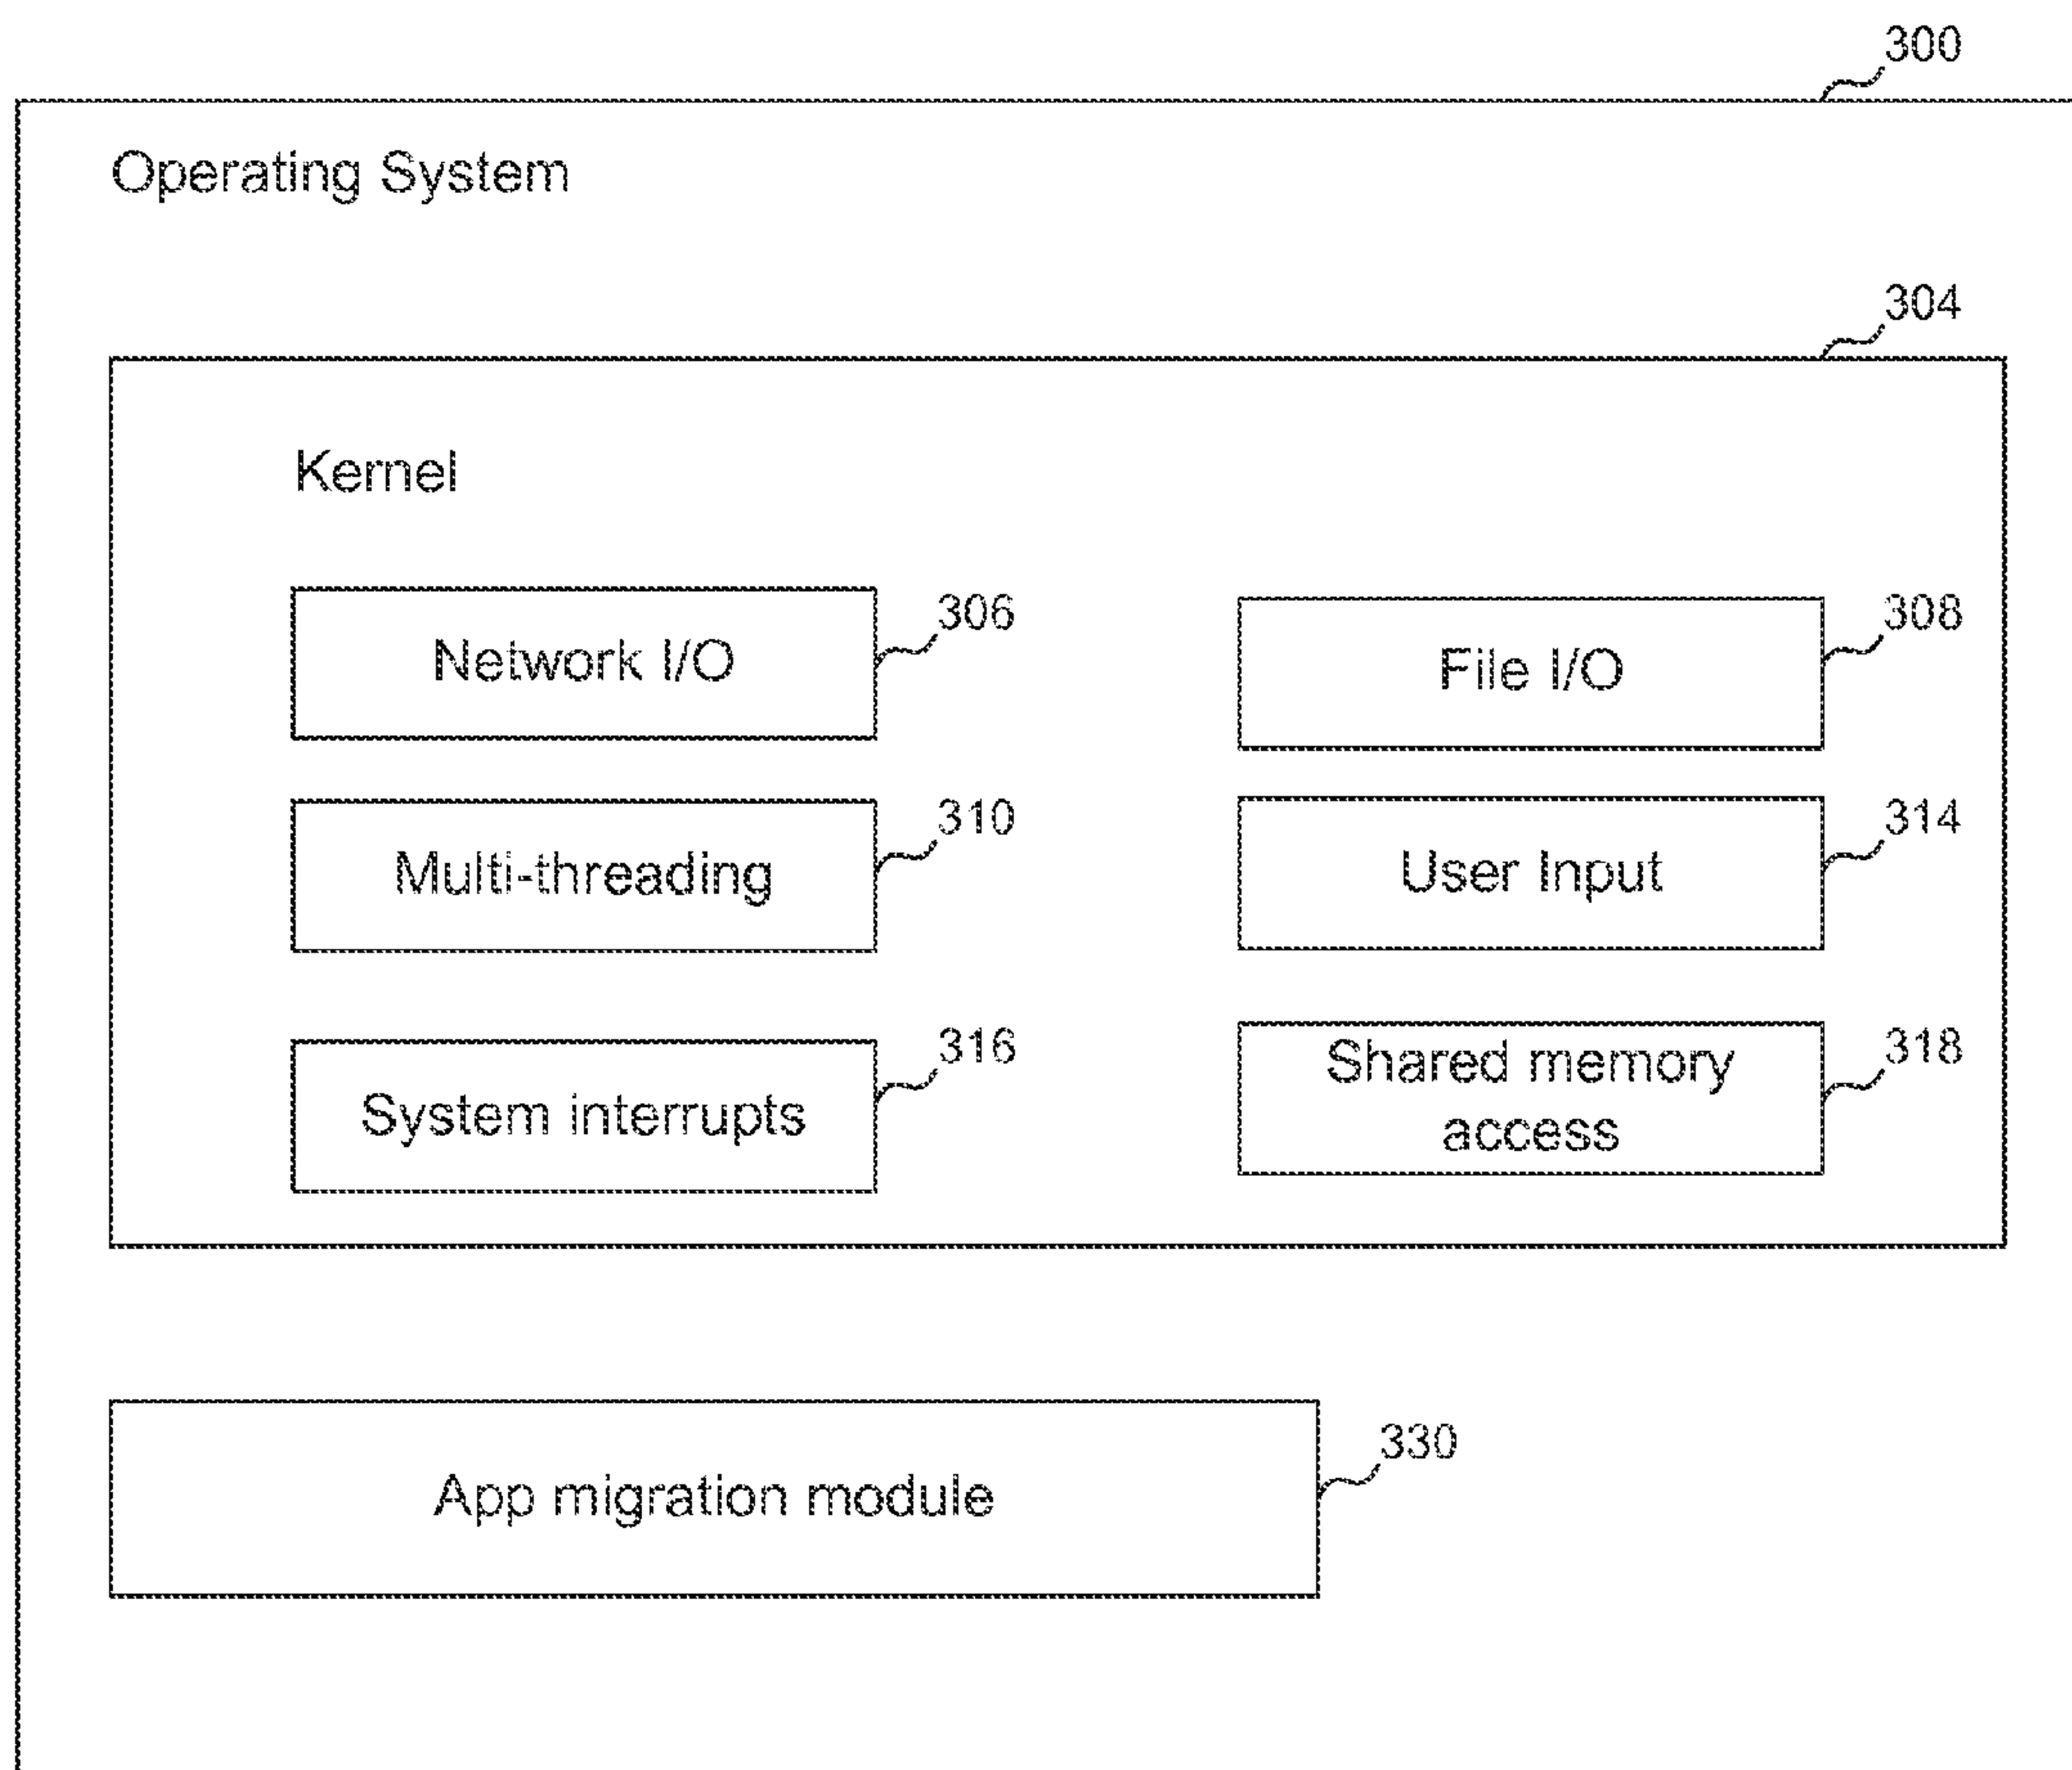 300
Operating System
304
Kernel
Network I/O
306
File I/O
308
Multi-threading
310
User Input
314
System interrupts
316
Shared memory
access
318
App migration module
330